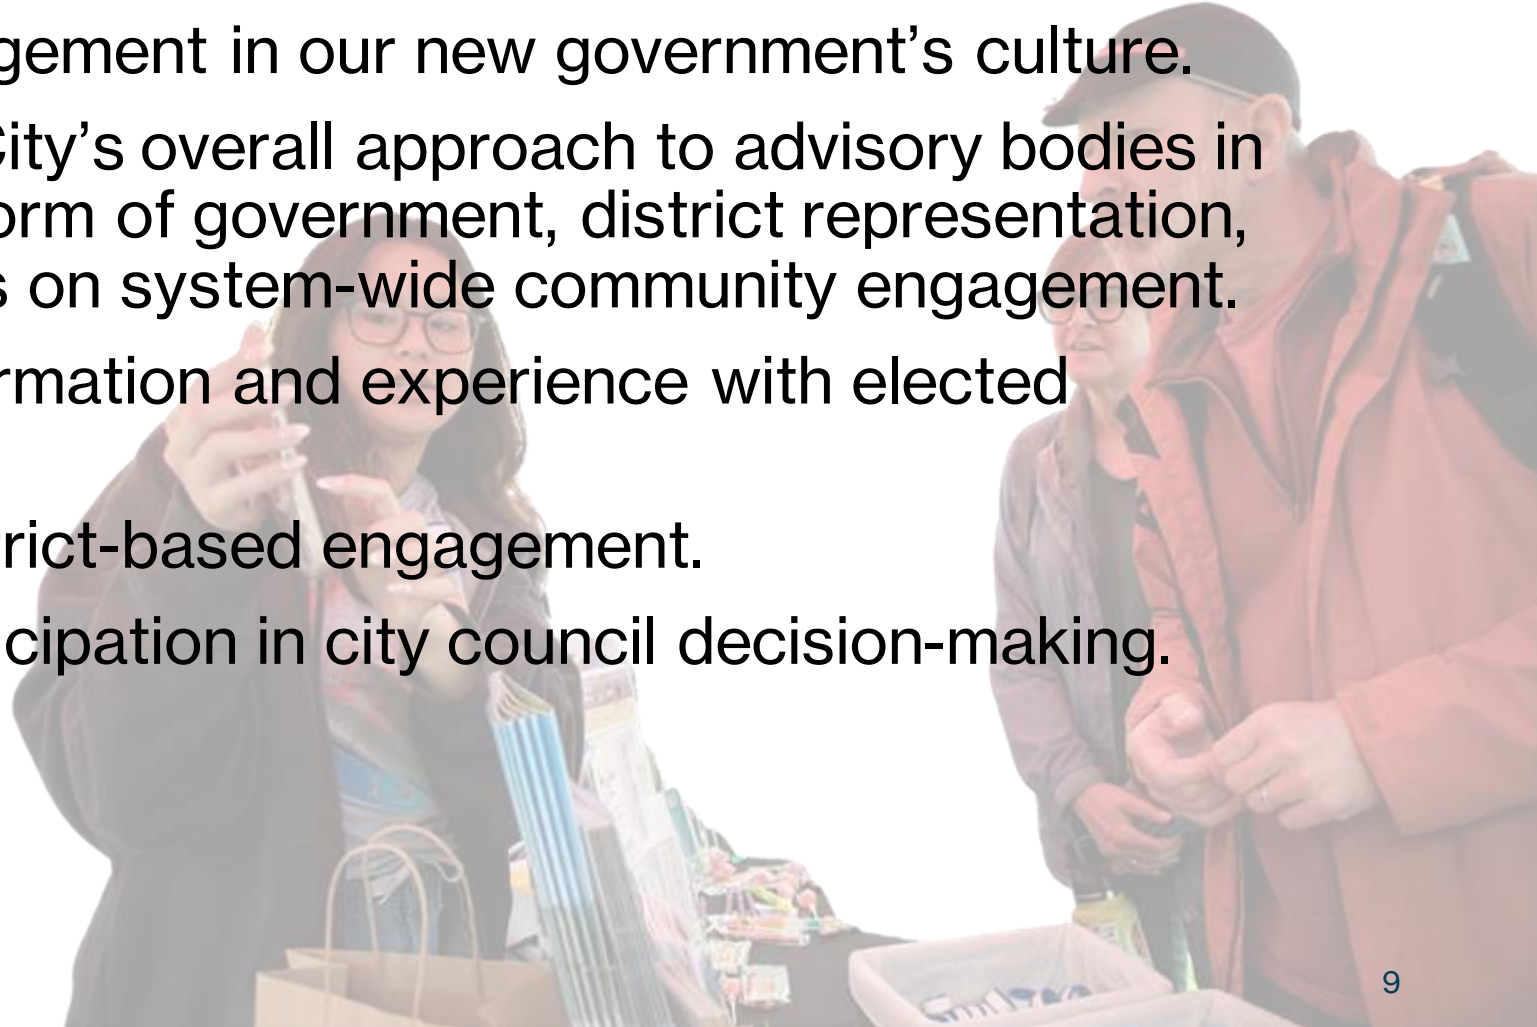 gement in our new government’s culture.
City’s overall approach to advisory bodies in
orm of government, district representation,
s on system-wide community engagement.
rmation and experience with elected
rict-based engagement.
cipation in city council decision-making.
9